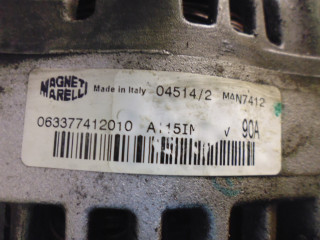 MAGNETI MARELLI Made in Italy 04514/2 MAN7412
063377412010 A115I V 90A